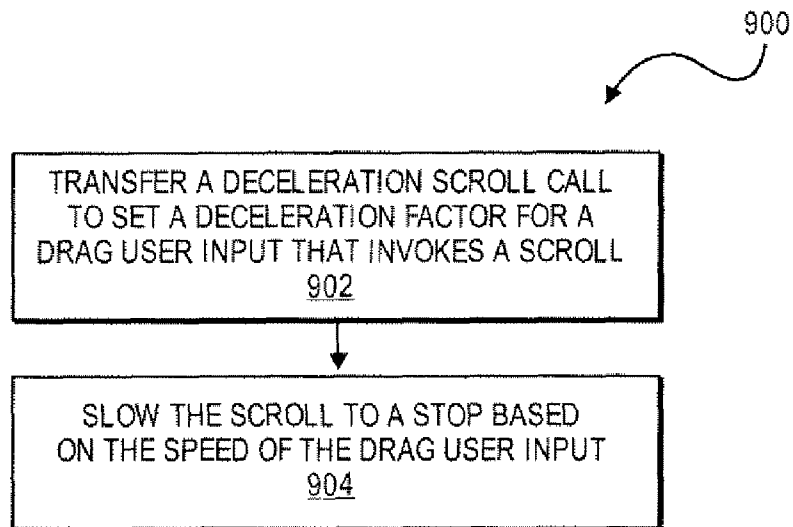 900
TRANSFER A DECELERATION SCROLL CALL
TO SET A DECELERATION FACTOR FOR A
DRAG USER INPUT THAT INVOKES A SCROLL
902
SLOW THE SCROLL TO A STOP BASED
ON THE SPEED OF THE DRAG USER INPUT
904